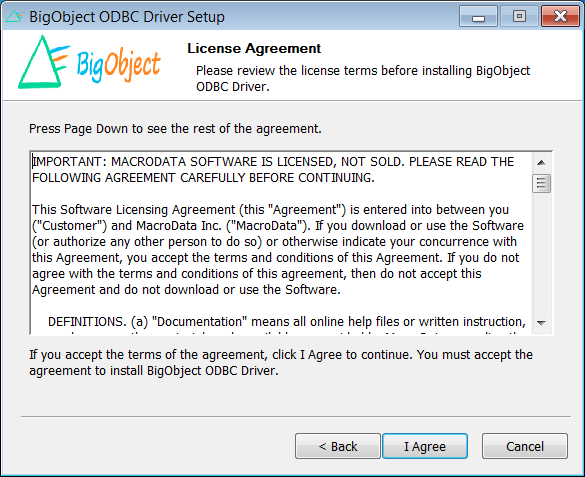 BigObject ODBC Driver Setup
BigObject
License Agreement
Please review the license terms before installing BigObject
ODBC Driver.
Press Page Down to see the rest of the agreement.
IMPORTANT: MACRODATA SOFTWARE IS LICENSED, NOT SOLD. PLEASE READ THE
FOLLOWING AGREEMENT CAREFULLY BEFORE CONTINUING.
This Software Licensing Agreement (this "Agreement") is entered into between you
("Customer") and MacroData Inc. ("MacroData"). If you download or use the Software
(or authorize any other person to do so) or otherwise indicate your concurrence with
this Agreement, you accept the terms and conditions of this Agreement. If you do not
agree with the terms and conditions of this agreement, then do not accept this
Agreement and do not download or use the Software.
DEFINITIONS. (a) "Documentation" means all online help files or written instruction,
If you accept the terms of the agreement, click I Agree to continue. You must accept the
agreement to install BigObject ODBC Driver.
< Back
I Agree
Cancel